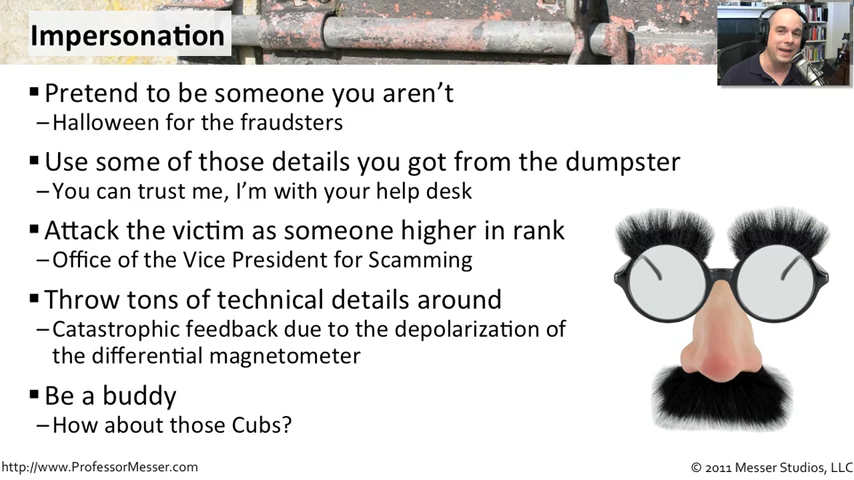 Impersonation
▪Pretend to be someone you aren't
–Halloween for the fraudsters
▪Use some of those details you got from the dumpster
–You can trust me, I'm with your help desk
▪Attack the victim as someone higher in rank
–Office of the Vice President for Scamming
▪Throw tons of technical details around
–Catastrophic feedback due to the depolarization of
the differential magnetometer
▪Be a buddy
–How about those Cubs?
http://www.ProfessorMesser.com
© 2011 Messer Studios, LLC